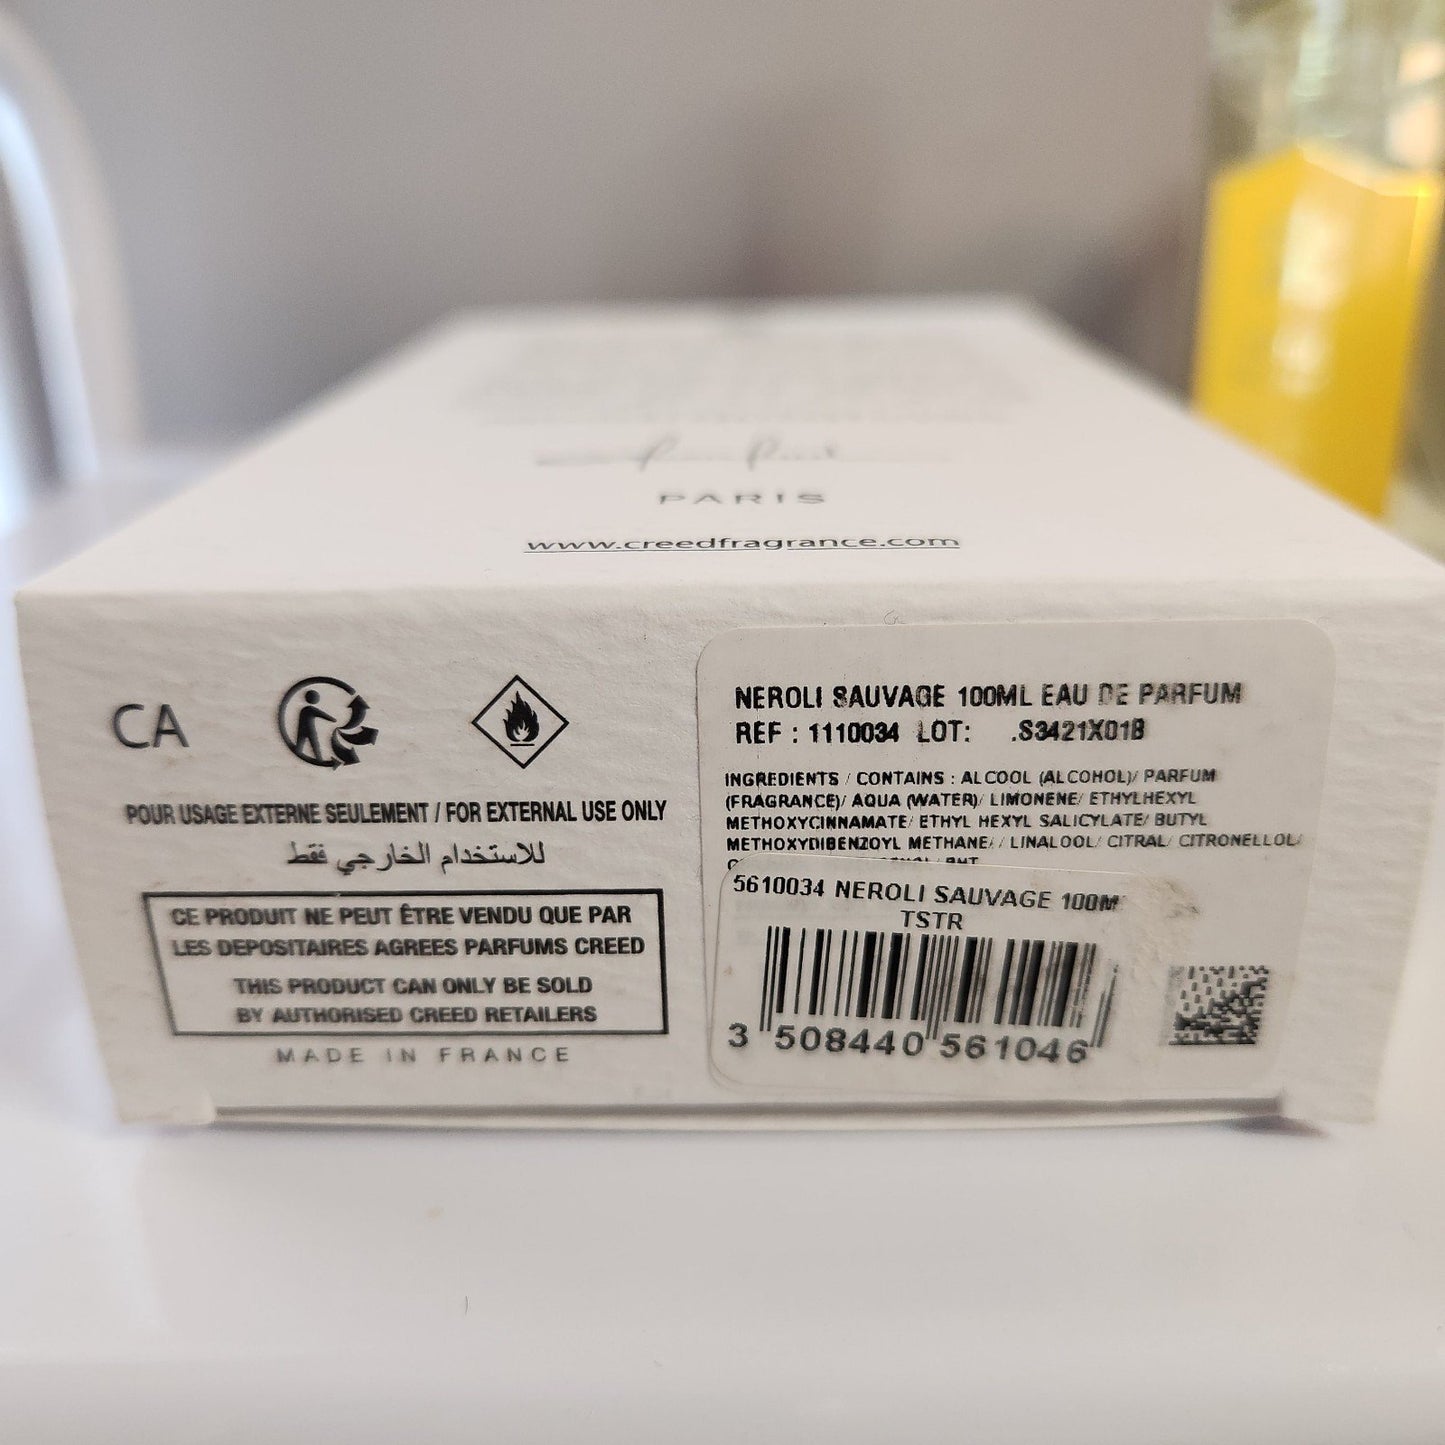 PARIS
www.creedfragrance.com
CA
POUR USAGE EXTERNE SEULEMENT / FOR EXTERNAL USE ONLY
للاستخدام الخارجي فقط
CE PRODUIT NE PEUT ÊTRE VENDU QUE PAR
LES DEPOSITAIRES AGREES PARFUMS CREED
THIS PRODUCT CAN ONLY BE SOLD
BY AUTHORISED CREED RETAILERS
MADE IN FRANCE
NEROLI SAUVAGE 100ML EAU DE PARFUM
REF : 1110034 LOT: .S3421X01B
INGREDIENTS / CONTAINS : ALCOOL (ALCOHOL)/ PARFUM
(FRAGRANCE)/ AQUA (WATER)/ LIMONENE/ ETHYLHEXYL
METHOXYCINNAMATE/ ETHYL HEXYL SALICYLATE/ BUTYL
METHOXYDIBENZOYL METHANE/ / LINALOOL/ CITRAL/ CITRONELLOL/
BHT
5610034 NEROLI SAUVAGE 100M
TSTR
3 508440 561046